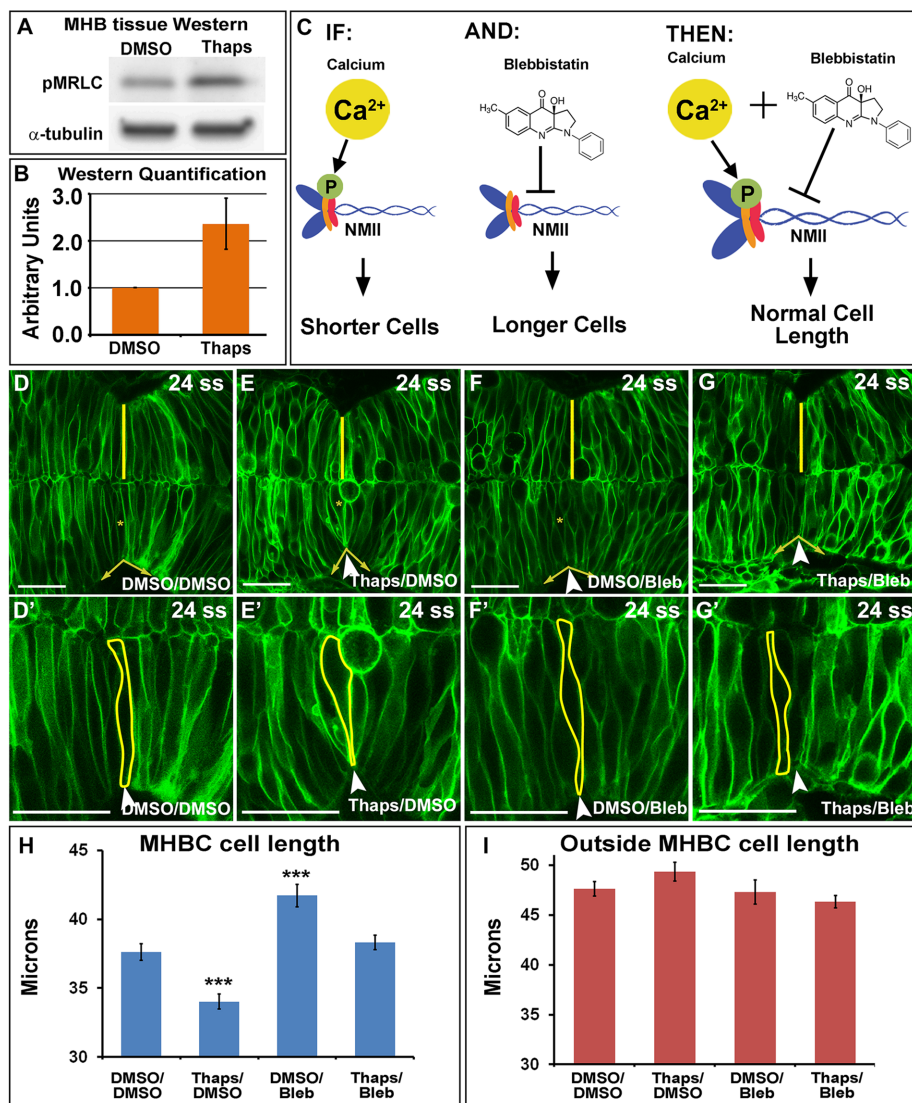 A
MHB tissue Western
DMSO Thaps
pMRLC
α-tubulin
B Western Quantification
Arbitrary Units
3.0
2.0
1.0
0.0
DMSO Thaps
C IF: AND: THEN:
Calcium Blebbistatin Calcium Blebbistatin
Ca2+ Ca2+ +
H₃C O OH N N
H₃C O OH N N
P P
NMII NMII NMII
Shorter Cells Longer Cells Normal Cell
Length
D 24 ss
*
DMSO/DMSO
E 24 ss
*
Thaps/DMSO
F 24 ss
*
DMSO/Bleb
G 24 ss
Thaps/Bleb
D' 24 ss
DMSO/DMSO
E' 24 ss
Thaps/DMSO
F' 24 ss
DMSO/Bleb
G' 24 ss
Thaps/Bleb
H MHBC cell length
Microns
45
40
35
30
***
***
DMSO/ Thaps/ DMSO/ Thaps/
DMSO DMSO Bleb Bleb
I Outside MHBC cell length
Microns
50
45
40
35
30
DMSO/ Thaps/ DMSO/ Thaps/
DMSO DMSO Bleb Bleb